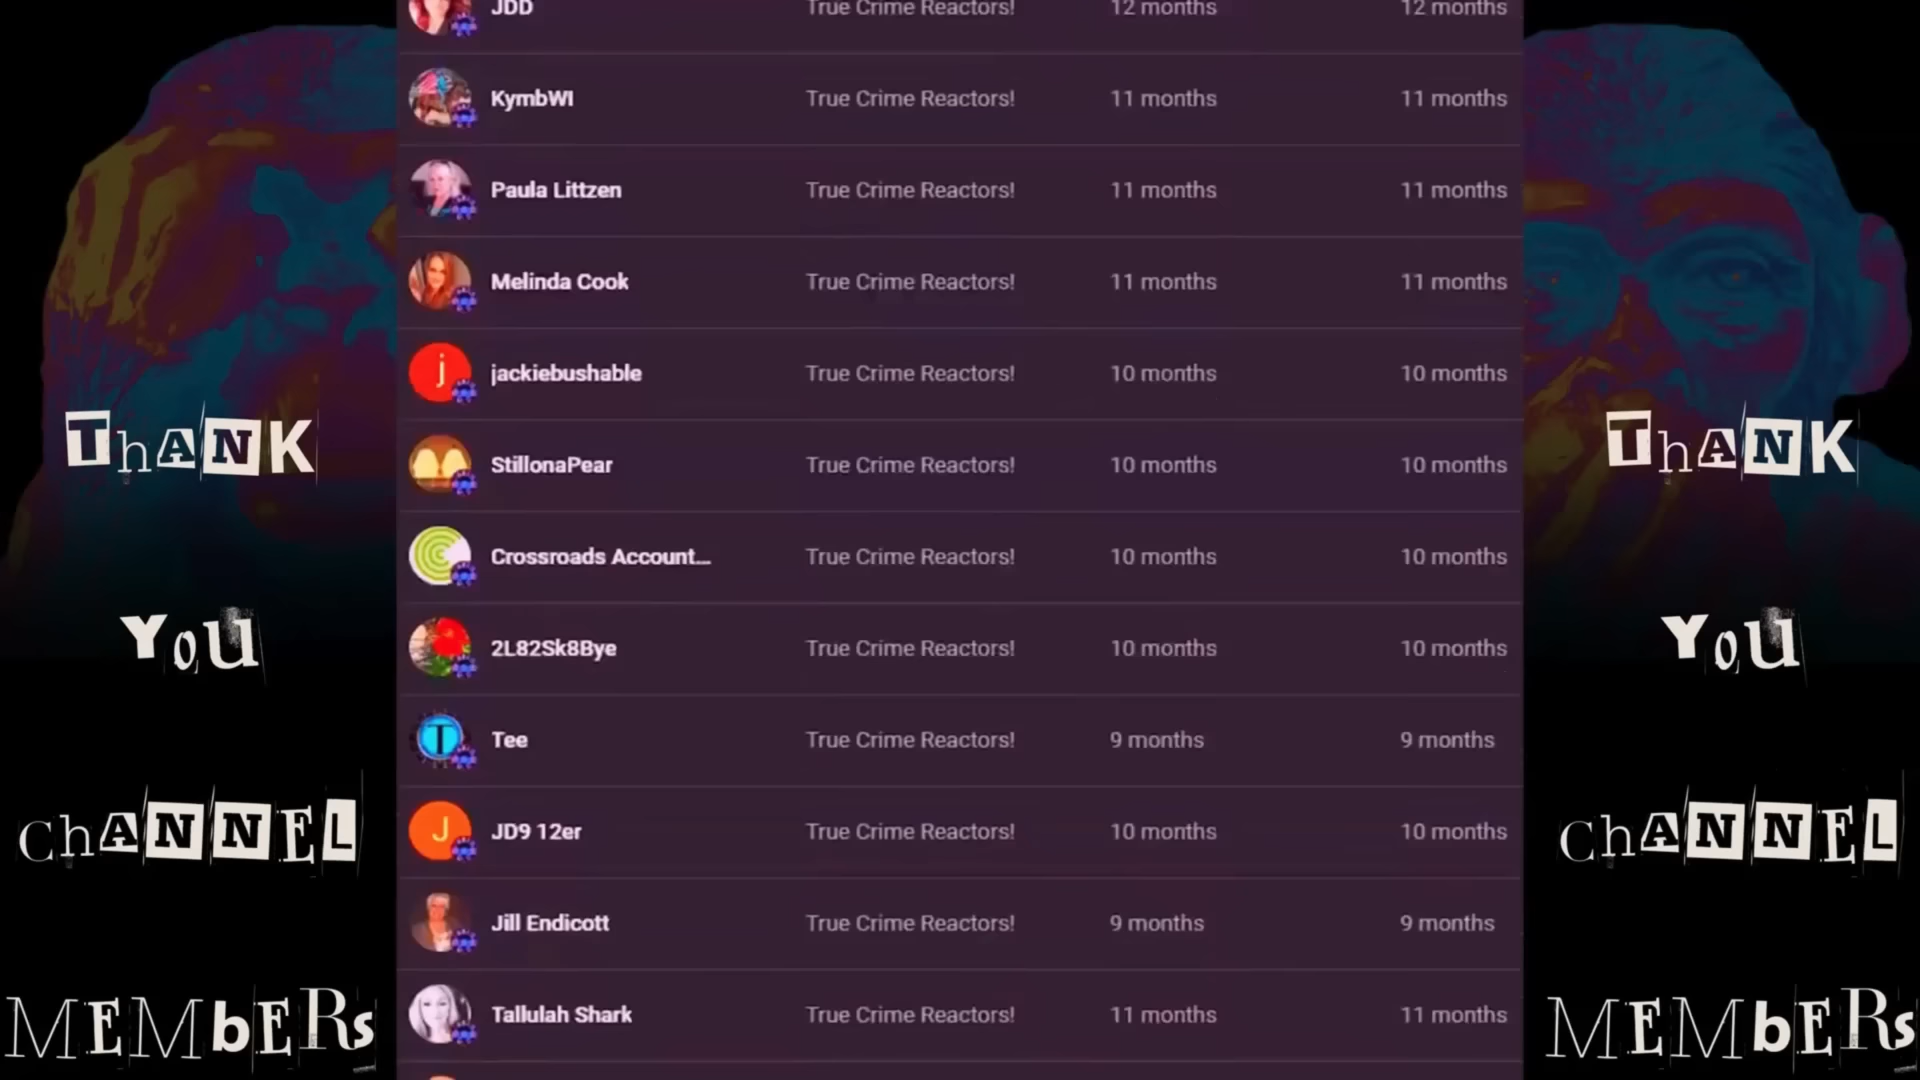 JDD True Crime Reactors! 12 months 12 months
KymbWI True Crime Reactors! 11 months 11 months
Paula Littzen True Crime Reactors! 11 months 11 months
Melinda Cook True Crime Reactors! 11 months 11 months
j jackiebushable True Crime Reactors! 10 months 10 months
THANK THANK
StillonaPear True Crime Reactors! 10 months 10 months
Crossroads Account... True Crime Reactors! 10 months 10 months
You You
2L82Sk8Bye True Crime Reactors! 10 months 10 months
T Tee True Crime Reactors! 9 months 9 months
ChANNEL ChANNEL
J JD9 12er True Crime Reactors! 10 months 10 months
Jill Endicott True Crime Reactors! 9 months 9 months
Tallulah Shark True Crime Reactors! 11 months 11 months
MEMbERs MEMbERs